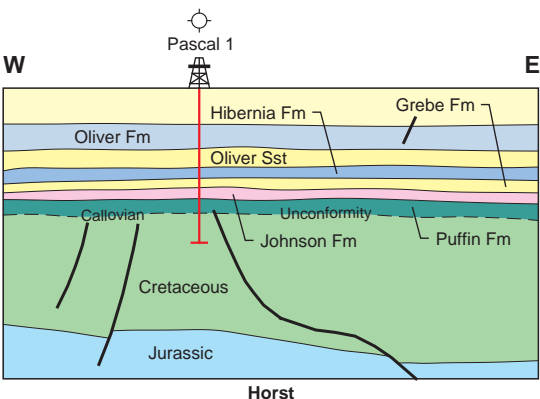 Pascal 1
W
E
Grebe Fm
Hibernia Fm
Oliver Fm
Oliver Sst
Callovian
Unconformity
Johnson Fm
Puffin Fm
Cretaceous
Jurassic
Horst